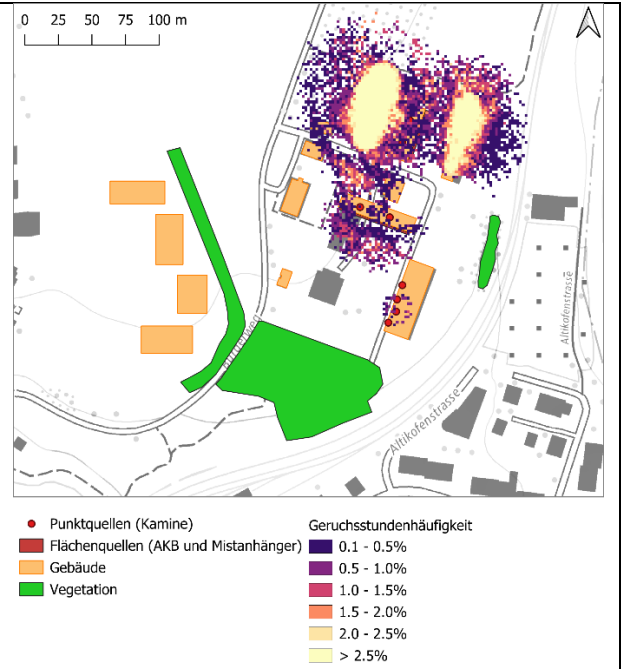 0 25 50 75 100 m
Altikofenstrasse
Altikofenstrasse
Punktquellen (Kamine)
Flächenquellen (AKB und Mistanhänger)
Gebäude
Vegetation
Geruchsstundenhäufigkeit
0.1 - 0.5%
0.5 - 1.0%
1.0 - 1.5%
1.5 - 2.0%
2.0 - 2.5%
> 2.5%